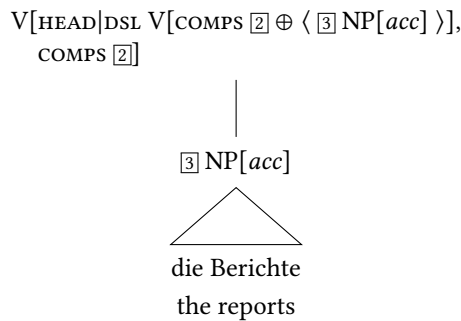 V[HEAD|DSL V[COMPS 2 ⊕ ⟨ 3 NP[acc] ⟩],
COMPS 2]
3 NP[acc]
die Berichte
the reports